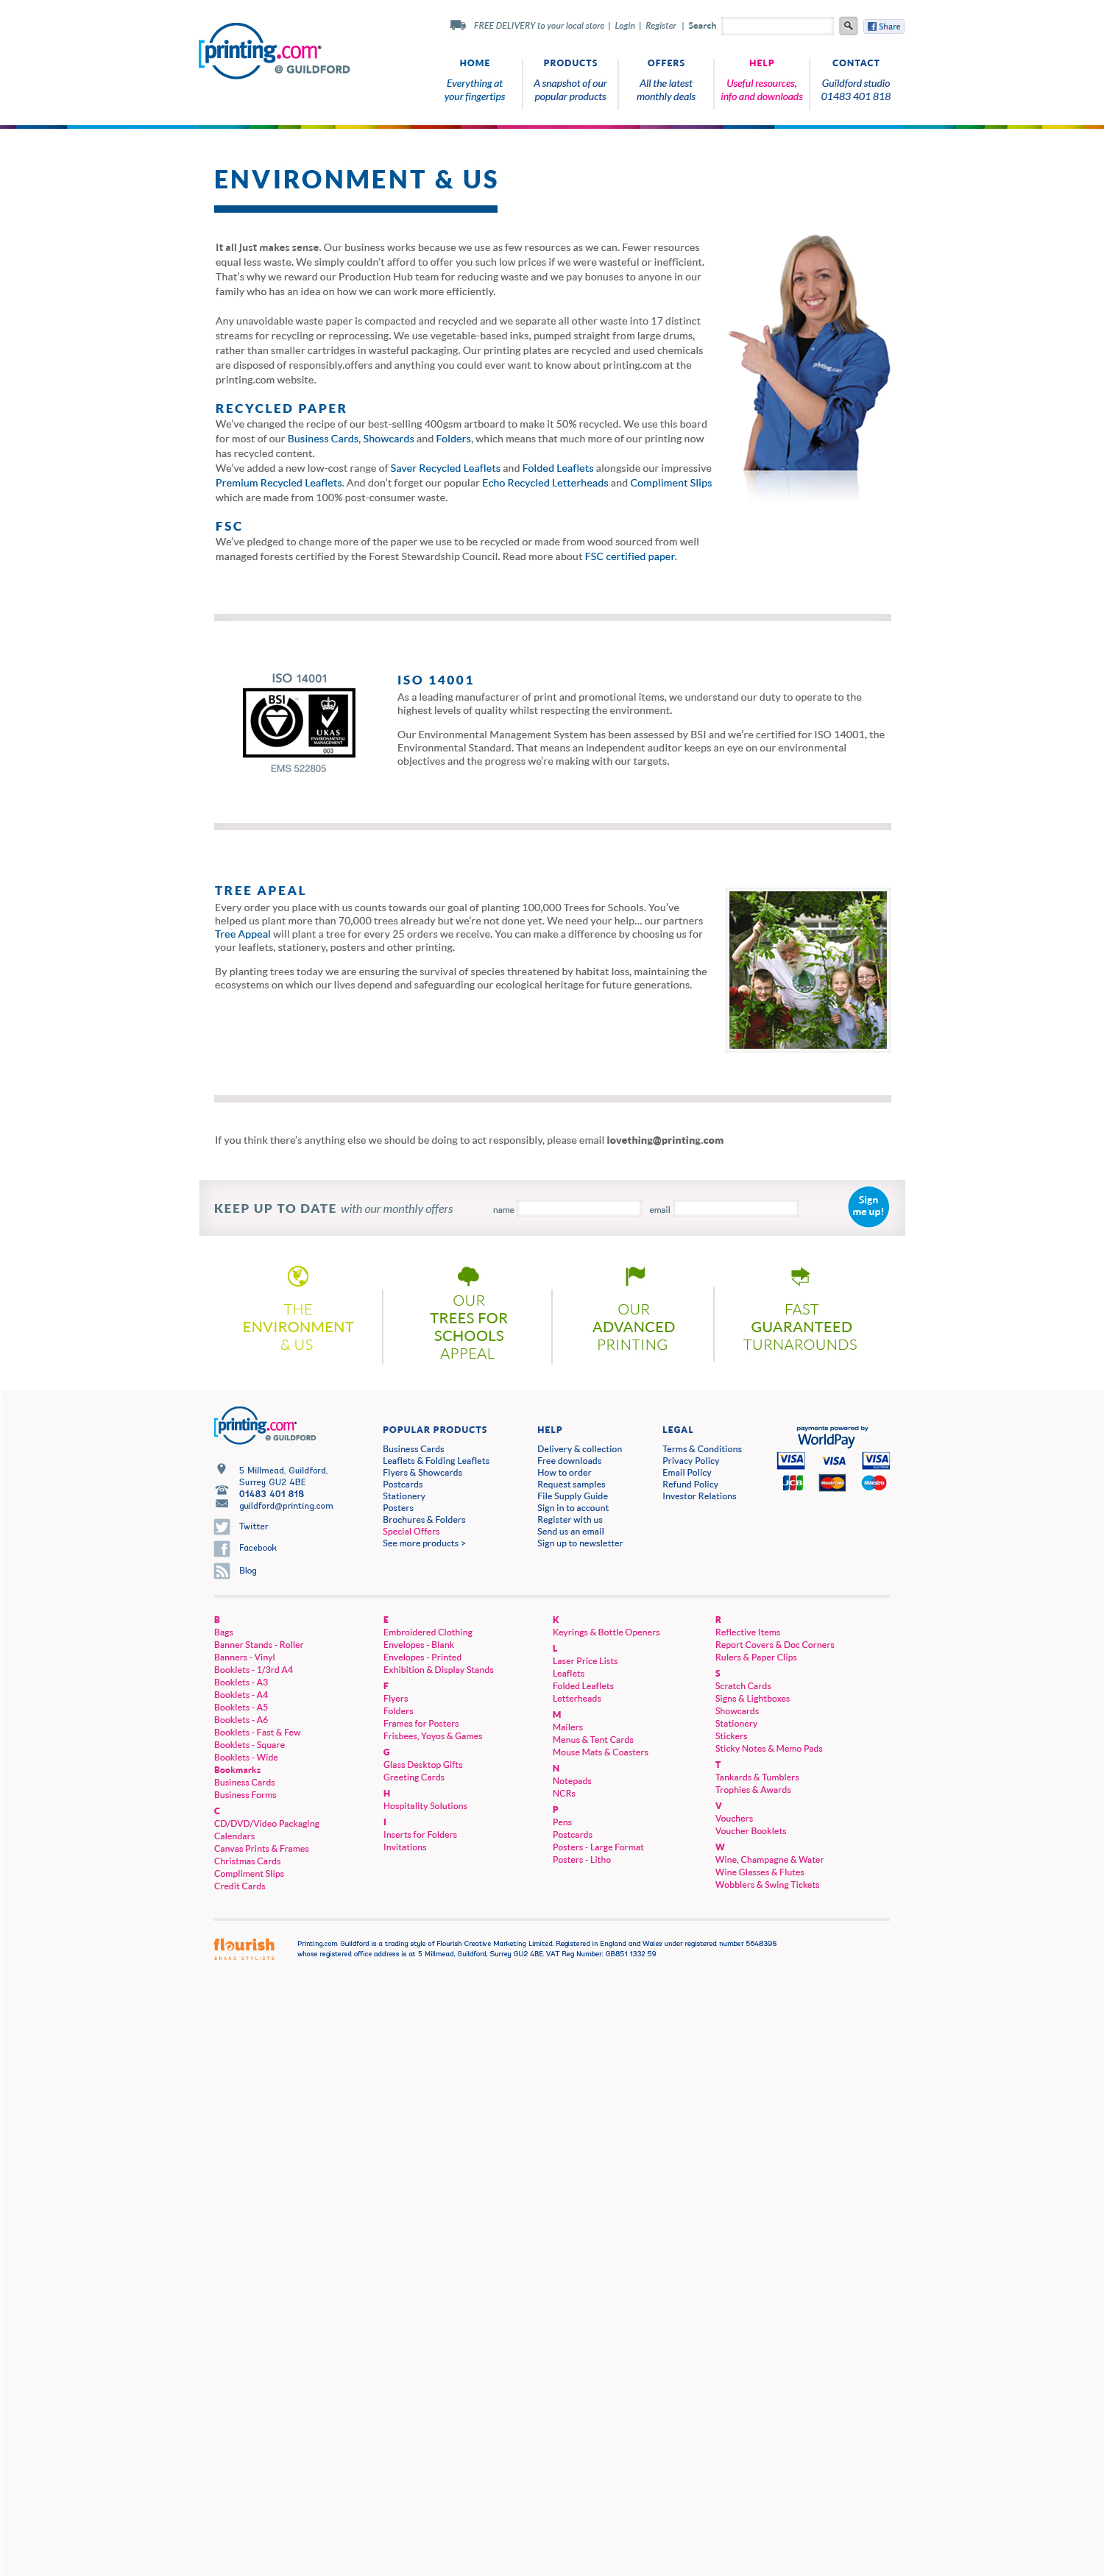 FREE DELIVERY to your local store | Login | Register | Search
Share
printing.com
@ GUILDFORD
HOME
Everything at
your fingertips
PRODUCTS
A snapshot of our
popular products
OFFERS
All the latest
monthly deals
HELP
Useful resources,
info and downloads
CONTACT
Guildford studio
01483 401 818
ENVIRONMENT & US
It all just makes sense. Our business works because we use as few resources as we can. Fewer resources
equal less waste. We simply couldn't afford to offer you such low prices if we were wasteful or inefficient.
That's why we reward our Production Hub team for reducing waste and we pay bonuses to anyone in our
family who has an idea on how we can work more efficiently.
Any unavoidable waste paper is compacted and recycled and we separate all other waste into 17 distinct
streams for recycling or reprocessing. We use vegetable-based inks, pumped straight from large drums,
rather than smaller cartridges in wasteful packaging. Our printing plates are recycled and used chemicals
are disposed of responsibly.offers and anything you could ever want to know about printing.com at the
printing.com website.
printing.com
RECYCLED PAPER
We've changed the recipe of our best-selling 400gsm artboard to make it 50% recycled. We use this board
for most of our Business Cards, Showcards and Folders, which means that much more of our printing now
has recycled content.
We've added a new low-cost range of Saver Recycled Leaflets and Folded Leaflets alongside our impressive
Premium Recycled Leaflets. And don't forget our popular Echo Recycled Letterheads and Compliment Slips
which are made from 100% post-consumer waste.
FSC
We've pledged to change more of the paper we use to be recycled or made from wood sourced from well
managed forests certified by the Forest Stewardship Council. Read more about FSC certified paper.
ISO 14001
BSI
UKAS
ENVIRONMENTAL
MANAGEMENT
003
EMS 522805
ISO 14001
As a leading manufacturer of print and promotional items, we understand our duty to operate to the
highest levels of quality whilst respecting the environment.
Our Environmental Management System has been assessed by BSI and we're certified for ISO 14001, the
Environmental Standard. That means an independent auditor keeps an eye on our environmental
objectives and the progress we're making with our targets.
TREE APEAL
Every order you place with us counts towards our goal of planting 100,000 Trees for Schools. You've
helped us plant more than 70,000 trees already but we're not done yet. We need your help... our partners
Tree Appeal will plant a tree for every 25 orders we receive. You can make a difference by choosing us for
your leaflets, stationery, posters and other printing.
By planting trees today we are ensuring the survival of species threatened by habitat loss, maintaining the
ecosystems on which our lives depend and safeguarding our ecological heritage for future generations.
If you think there's anything else we should be doing to act responsibly, please email lovething@printing.com
KEEP UP TO DATE with our monthly offers
name
email
Sign
me up!
THE
ENVIRONMENT
& US
OUR
TREES FOR
SCHOOLS
APPEAL
OUR
ADVANCED
PRINTING
FAST
GUARANTEED
TURNAROUNDS
printing.com
@ GUILDFORD
5 Millmead, Guildford,
Surrey GU2 4BE
01483 401 818
guildford@printing.com
Twitter
Facebook
Blog
POPULAR PRODUCTS
Business Cards
Leaflets & Folding Leaflets
Flyers & Showcards
Postcards
Stationery
Posters
Brochures & Folders
Special Offers
See more products >
HELP
Delivery & collection
Free downloads
How to order
Request samples
File Supply Guide
Sign in to account
Register with us
Send us an email
Sign up to newsletter
LEGAL
Terms & Conditions
Privacy Policy
Email Policy
Refund Policy
Investor Relations
payments powered by
WorldPay
VISA
VISA
VISA
JCB
MasterCard
Maestro
B
Bags
Banner Stands - Roller
Banners - Vinyl
Booklets - 1/3rd A4
Booklets - A3
Booklets - A4
Booklets - A5
Booklets - A6
Booklets - Fast & Few
Booklets - Square
Booklets - Wide
Bookmarks
Business Cards
Business Forms
C
CD/DVD/Video Packaging
Calendars
Canvas Prints & Frames
Christmas Cards
Compliment Slips
Credit Cards
E
Embroidered Clothing
Envelopes - Blank
Envelopes - Printed
Exhibition & Display Stands
F
Flyers
Folders
Frames for Posters
Frisbees, Yoyos & Games
G
Glass Desktop Gifts
Greeting Cards
H
Hospitality Solutions
I
Inserts for Folders
Invitations
K
Keyrings & Bottle Openers
L
Laser Price Lists
Leaflets
Folded Leaflets
Letterheads
M
Mailers
Menus & Tent Cards
Mouse Mats & Coasters
N
Notepads
NCRs
P
Pens
Postcards
Posters - Large Format
Posters - Litho
R
Reflective Items
Report Covers & Doc Corners
Rulers & Paper Clips
S
Scratch Cards
Signs & Lightboxes
Showcards
Stationery
Stickers
Sticky Notes & Memo Pads
T
Tankards & Tumblers
Trophies & Awards
V
Vouchers
Voucher Booklets
W
Wine, Champagne & Water
Wine Glasses & Flutes
Wobblers & Swing Tickets
flourish
BRAND STYLISTS
Printing.com Guildford is a trading style of Flourish Creative Marketing Limited. Registered in England and Wales under registered number 5648396
whose registered office address is at 5 Millmead, Guildford, Surrey GU2 4BE. VAT Reg Number: GB851 1332 59